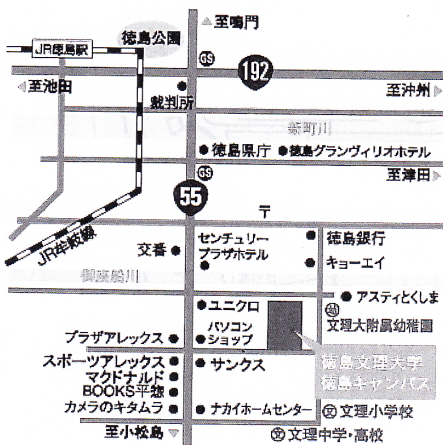 至鳴門
徳島公園
JR徳島駅
GS
192
至池田
裁判所
至沖州
新町川
徳島県庁
徳島グランヴィリオホテル
至津田
GS
55
〒
JR牟岐線
交番
センチュリー
プラザホテル
徳島銀行
キョーエイ
御座船川
アスティとくしま
幼
文理大附属幼稚園
ユニクロ
パソコン
ショップ
プラザアレックス
徳島文理大学
徳島キャンパス
スポーツアレックス
サンクス
マクドナルド
BOOKS平惣
カメラのキタムラ
ナカイホームセンター
文 文理小学校
至小松島
文 文理中学・高校